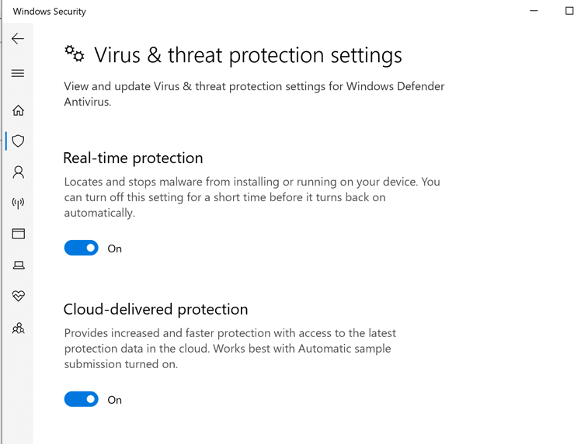 Windows Security
Virus & threat protection settings
View and update Virus & threat protection settings for Windows Defender
Antivirus.
Real-time protection
Locates and stops malware from installing or running on your device. You
can turn off this setting for a short time before it turns back on
automatically.
On
Cloud-delivered protection
Provides increased and faster protection with access to the latest
protection data in the cloud. Works best with Automatic sample
submission turned on.
On